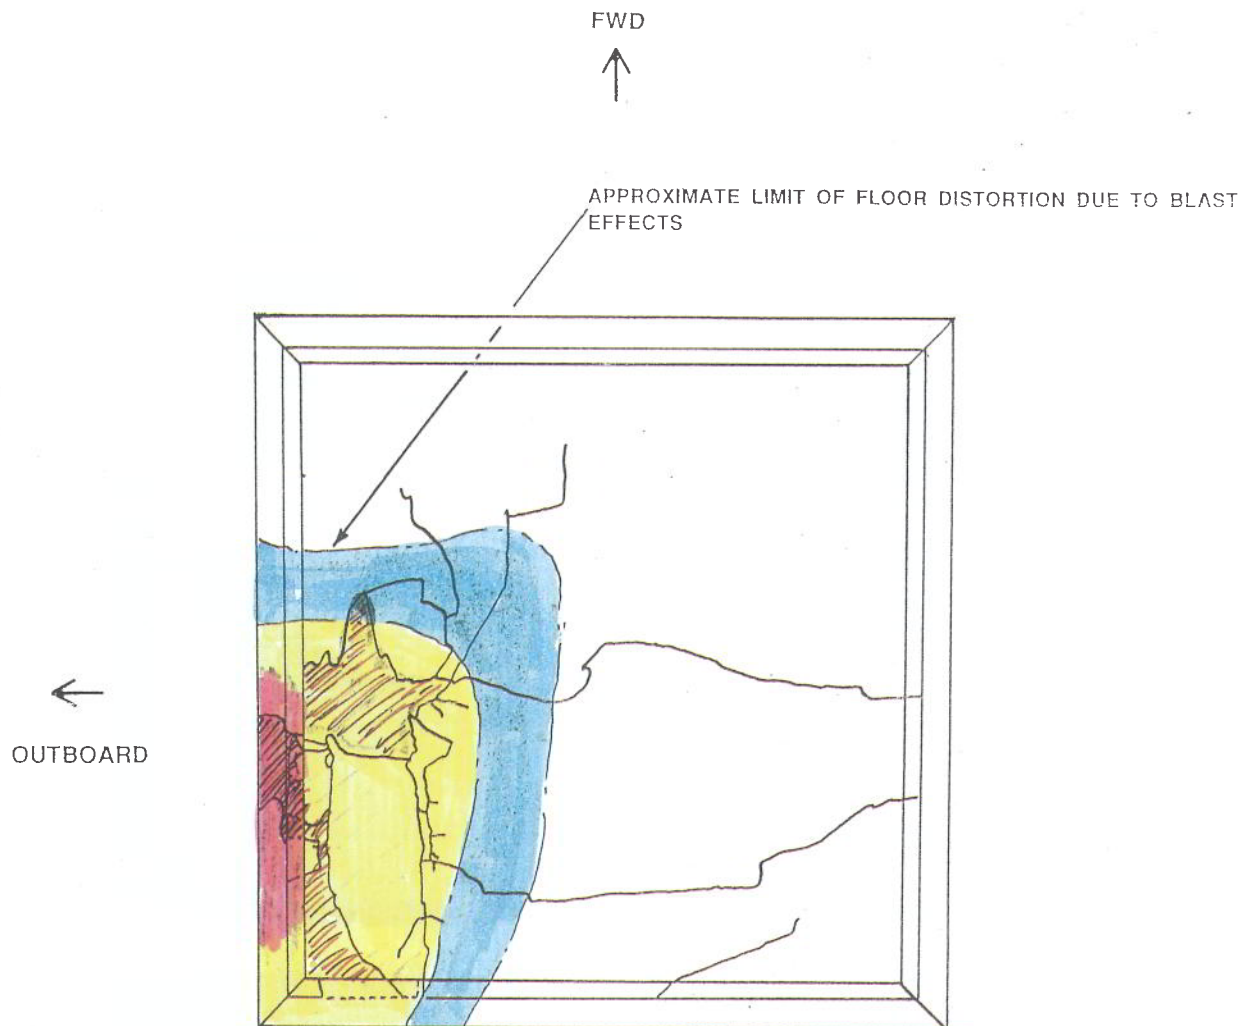 FWD
APPROXIMATE LIMIT OF FLOOR DISTORTION DUE TO BLAST
EFFECTS
OUTBOARD